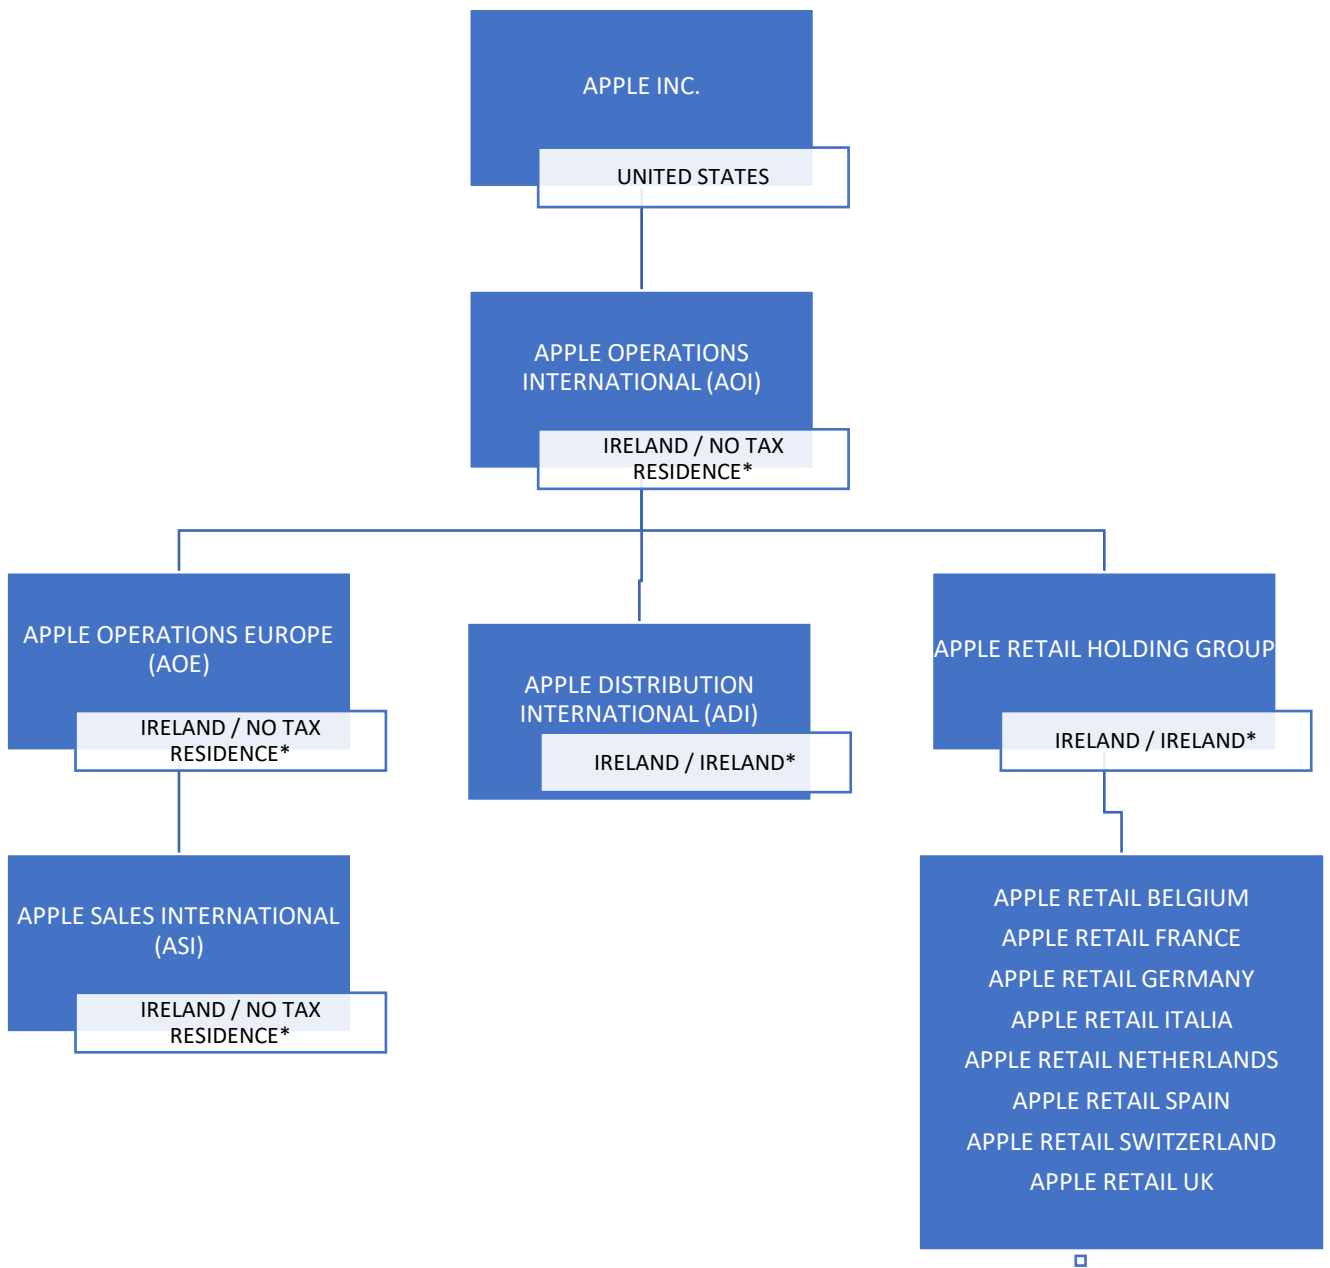 APPLE INC.
UNITED STATES
APPLE OPERATIONS
INTERNATIONAL (AOI)
IRELAND / NO TAX
RESIDENCE*
APPLE OPERATIONS EUROPE
(AOE)
IRELAND / NO TAX
RESIDENCE*
APPLE DISTRIBUTION
INTERNATIONAL (ADI)
IRELAND / IRELAND*
APPLE RETAIL HOLDING GROUP
IRELAND / IRELAND*
APPLE SALES INTERNATIONAL
(ASI)
IRELAND / NO TAX
RESIDENCE*
APPLE RETAIL BELGIUM
APPLE RETAIL FRANCE
APPLE RETAIL GERMANY
APPLE RETAIL ITALIA
APPLE RETAIL NETHERLANDS
APPLE RETAIL SPAIN
APPLE RETAIL SWITZERLAND
APPLE RETAIL UK